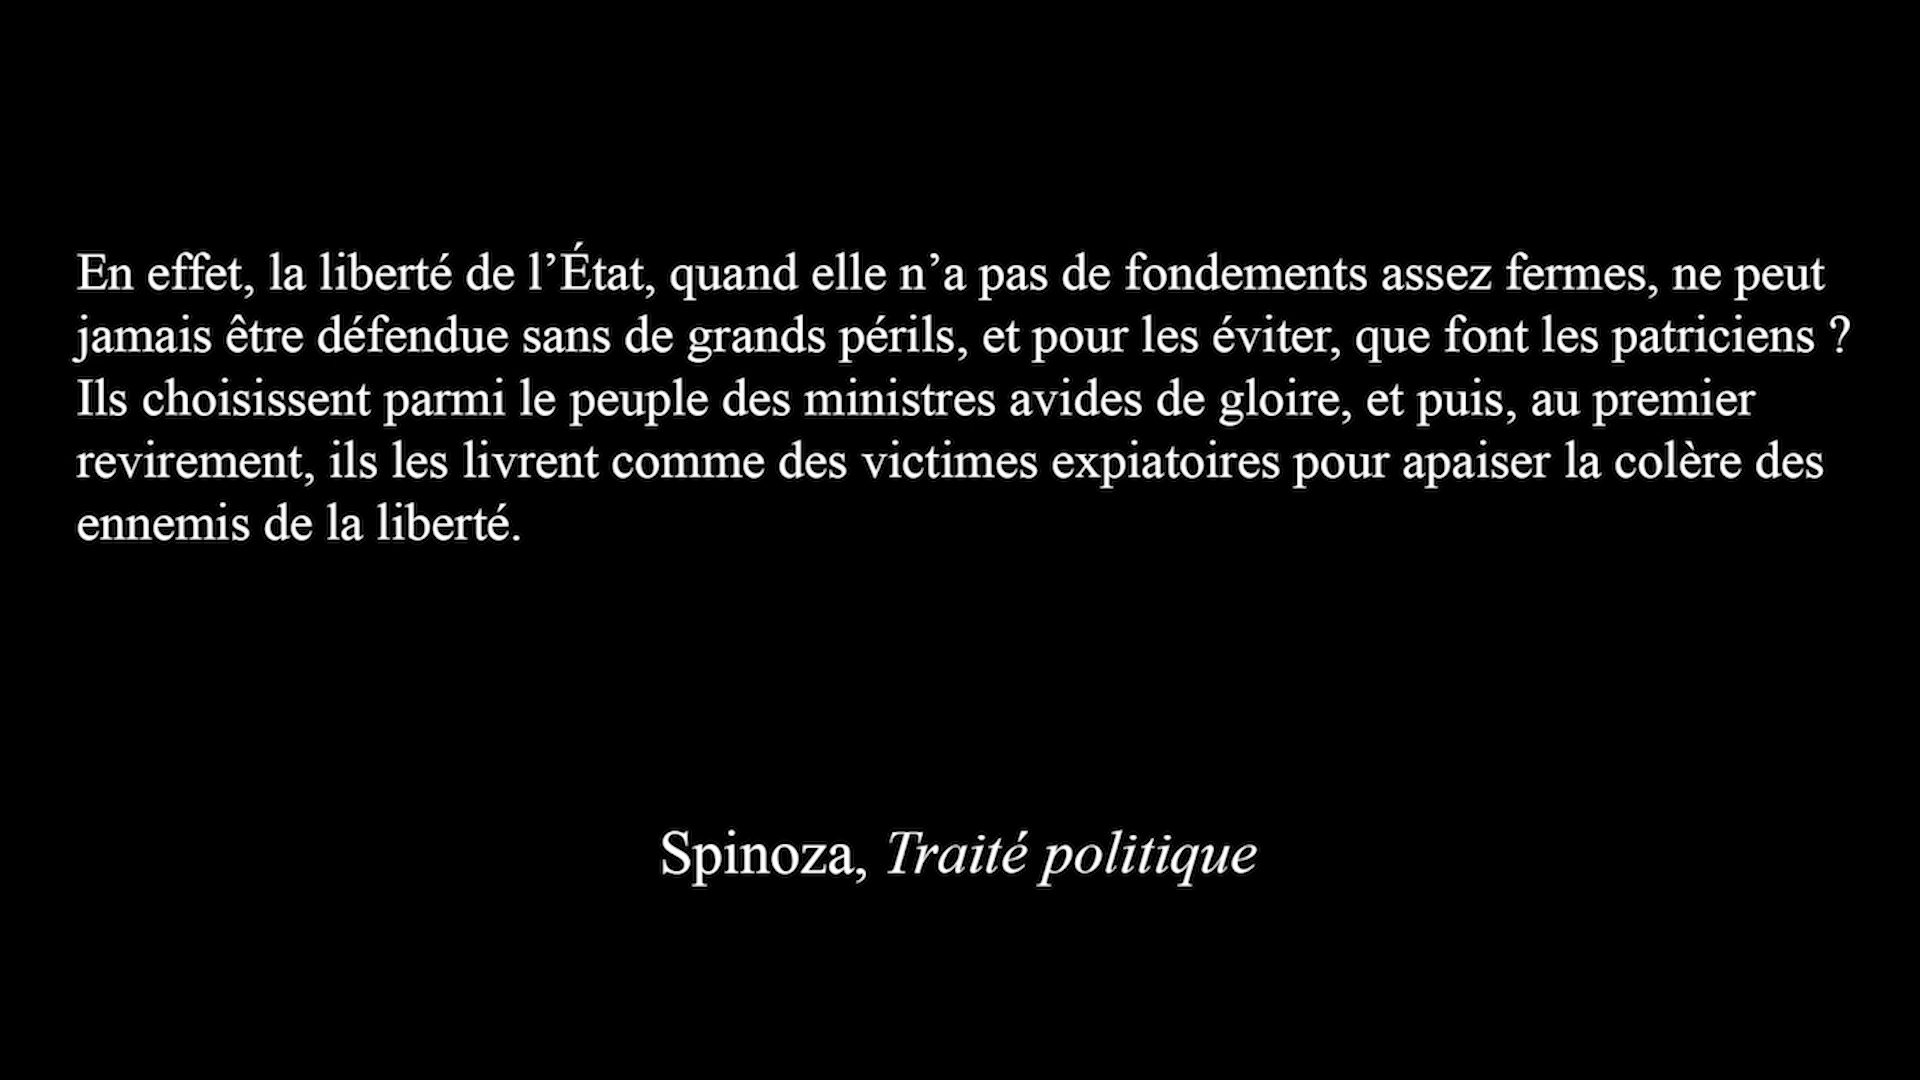 En effet, la liberté de l’État, quand elle n’a pas de fondements assez fermes, ne peut
jamais être défendue sans de grands périls, et pour les éviter, que font les patriciens ?
Ils choisissent parmi le peuple des ministres avides de gloire, et puis, au premier
revirement, ils les livrent comme des victimes expiatoires pour apaiser la colère des
ennemis de la liberté.
Spinoza, Traité politique